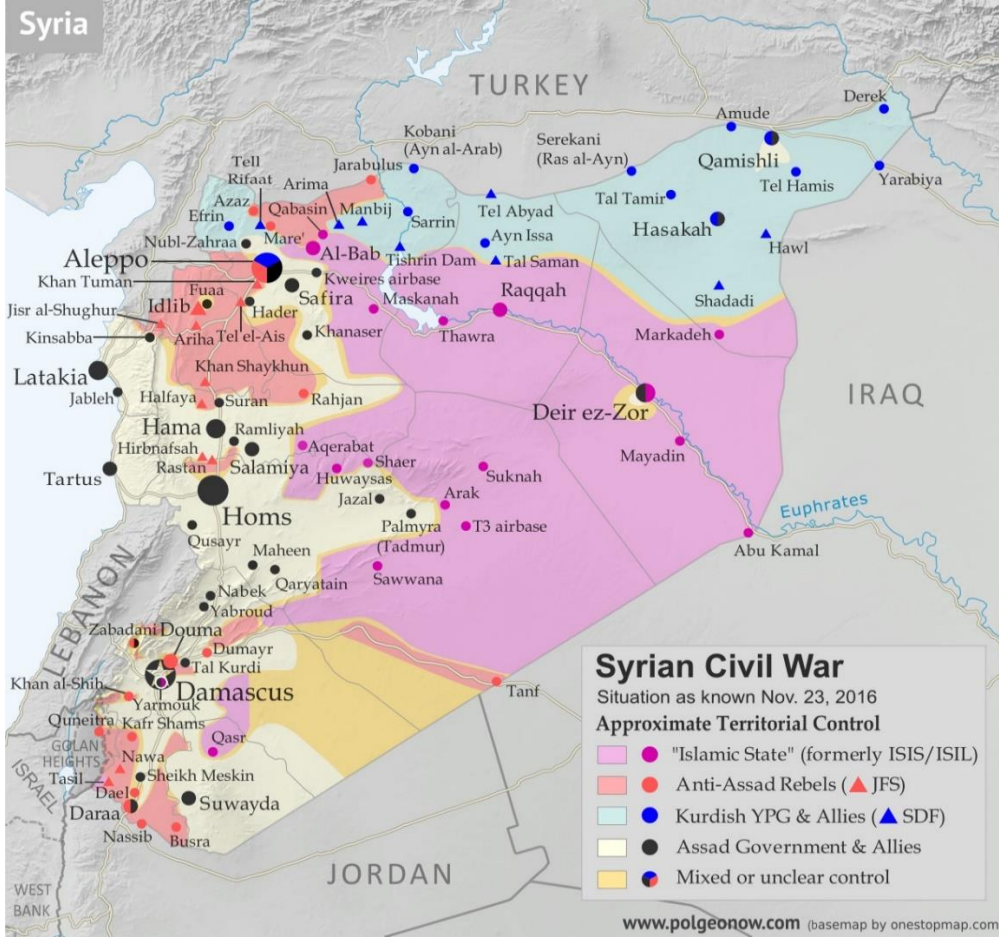 Syria
TURKEY
Derek
Amude
Kobani
(Ayn al-Arab)
Serekani
(Ras al-Ayn)
Qamishli
Tell
Rifaat
Jarabulus
Arima
Tal Tamir
Tel Hamis
Yarabiya
Azaz
Qabasin
Manbij
Tel Abyad
Efrin
Sarrin
Hasakah
Nubl-Zahraa
Mare'
Ayn Issa
Hawl
Aleppo
Al-Bab
Tishrin Dam
Tal Saman
Khan Tuman
Kweires airbase
Fuaa
Safira
Maskanah
Raqqah
Shadadi
Jisr al-Shughur
Idlib
Hader
Kinsabba
Ariha
Tel el-Ais
Khanaser
Thawra
Markadeh
Latakia
Khan Shaykhun
IRAQ
Jableh
Halfaya
Suran
Rahjan
Deir ez-Zor
Hama
Ramliyah
Hirbnafsah
Aqerabat
Mayadin
Rastan
Salamiya
Shaer
Tartus
Huwaysas
Suknah
Jazal
Arak
Euphrates
Homs
Palmyra
(Tadmur)
T3 airbase
Qusayr
Abu Kamal
Maheen
Sawwana
Qaryatain
LEBANON
Nabek
Yabroud
Zabadani
Douma
Dumayr
Tal Kurdi
Khan al-Shih
Damascus
Tanf
Yarmouk
Quneitra
Kafr Shams
GOLAN
HEIGHTS
Qasr
Nawa
ISRAEL
Tasil
Sheikh Meskin
Dael
Suwayda
Daraa
Nassib
Busra
JORDAN
WEST
BANK
Syrian Civil War
Situation as known Nov. 23, 2016
Approximate Territorial Control
"Islamic State" (formerly ISIS/ISIL)
Anti-Assad Rebels (▲ JFS)
Kurdish YPG & Allies (▲ SDF)
Assad Government & Allies
Mixed or unclear control
www.polgeonow.com (basemap by onestopmap.com